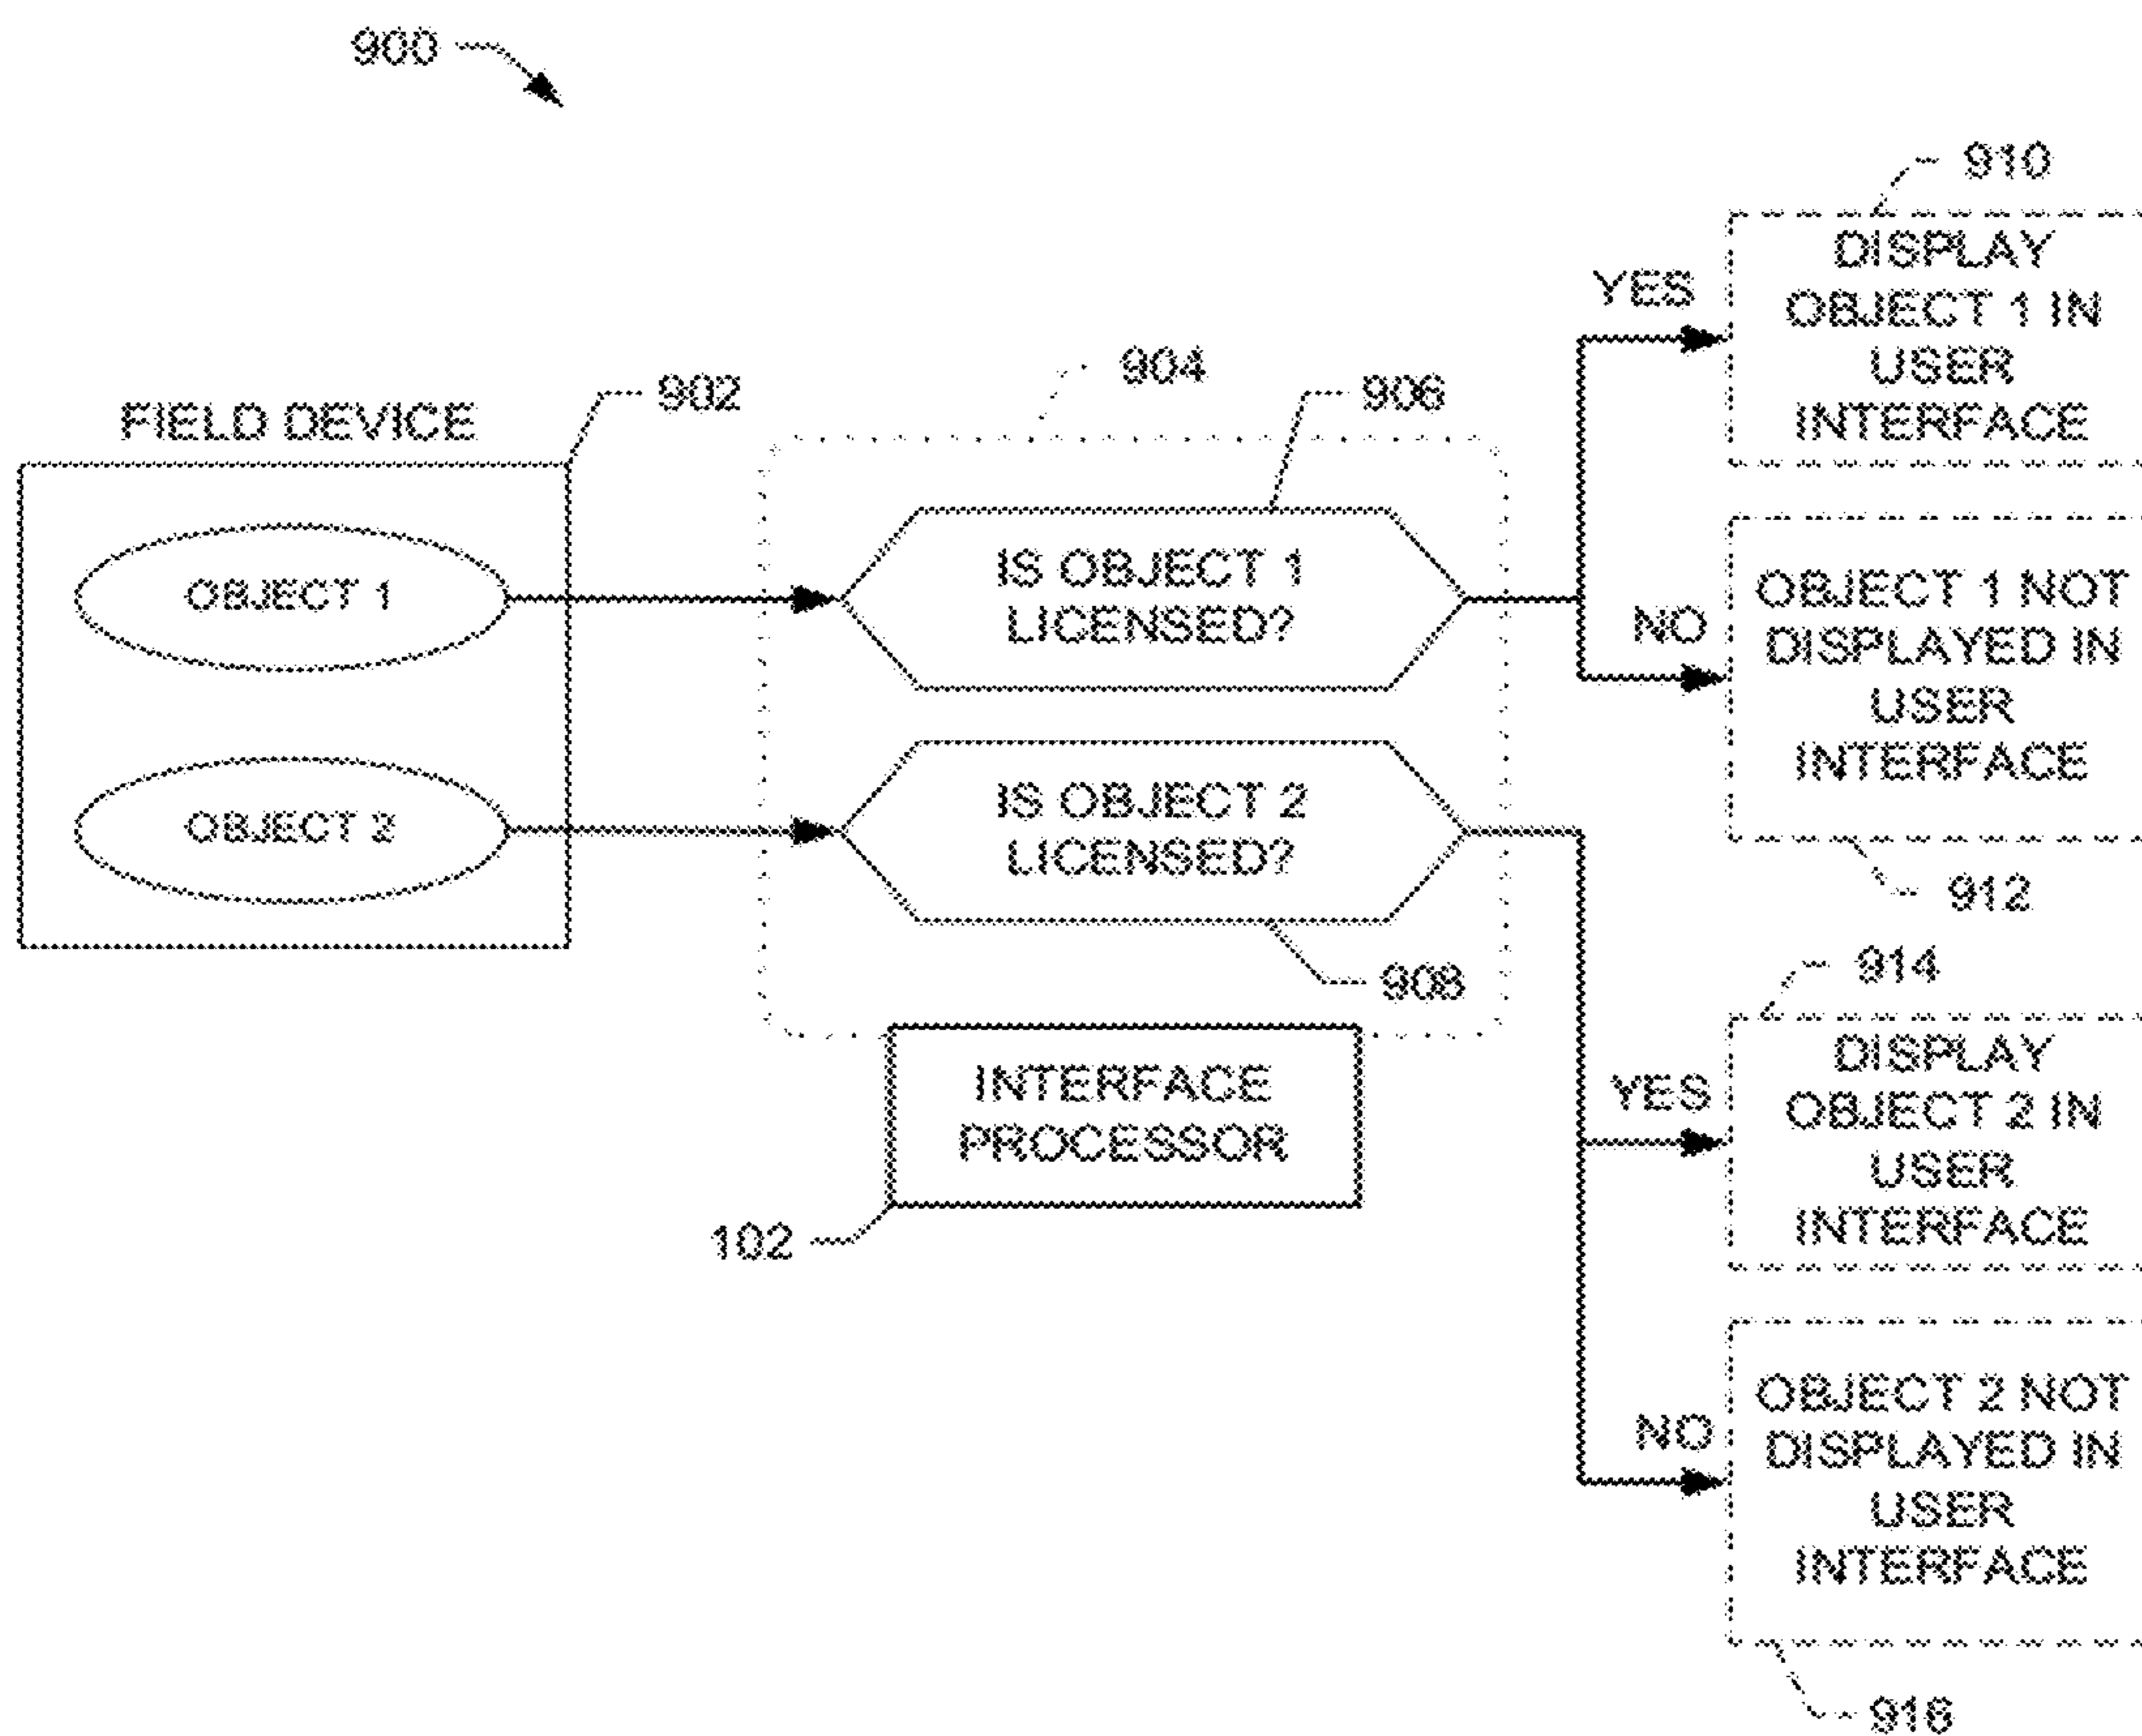 900
910
DISPLAY
OBJECT 1 IN
USER
INTERFACE
YES
904
906
902
FIELD DEVICE
OBJECT 1
IS OBJECT 1
LICENSED?
NO
OBJECT 1 NOT
DISPLAYED IN
USER
INTERFACE
912
OBJECT 2
IS OBJECT 2
LICENSED?
908
914
DISPLAY
OBJECT 2 IN
USER
INTERFACE
YES
INTERFACE
PROCESSOR
102
NO
OBJECT 2 NOT
DISPLAYED IN
USER
INTERFACE
916